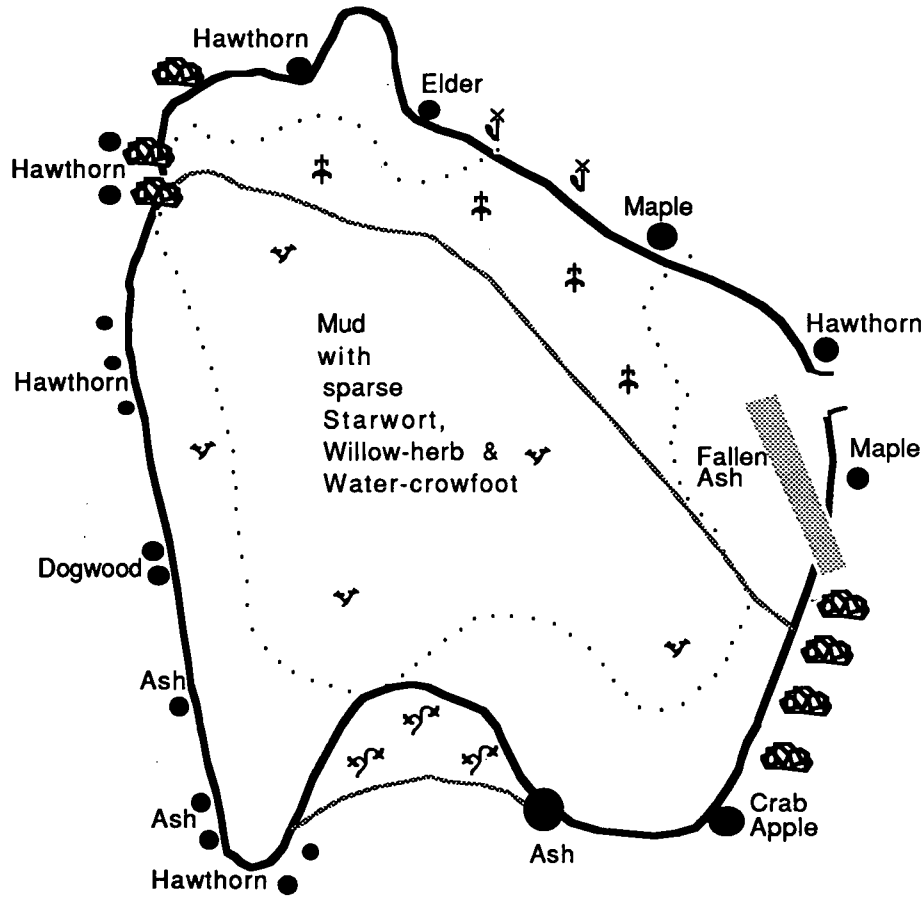 Hawthorn
Elder
Hawthorn
Maple
Hawthorn
Mud
with
sparse
Starwort,
Willow-herb &
Water-crowfoot
Hawthorn
Fallen
Ash
Maple
Dogwood
Ash
Ash
Crab
Apple
Ash
Hawthorn